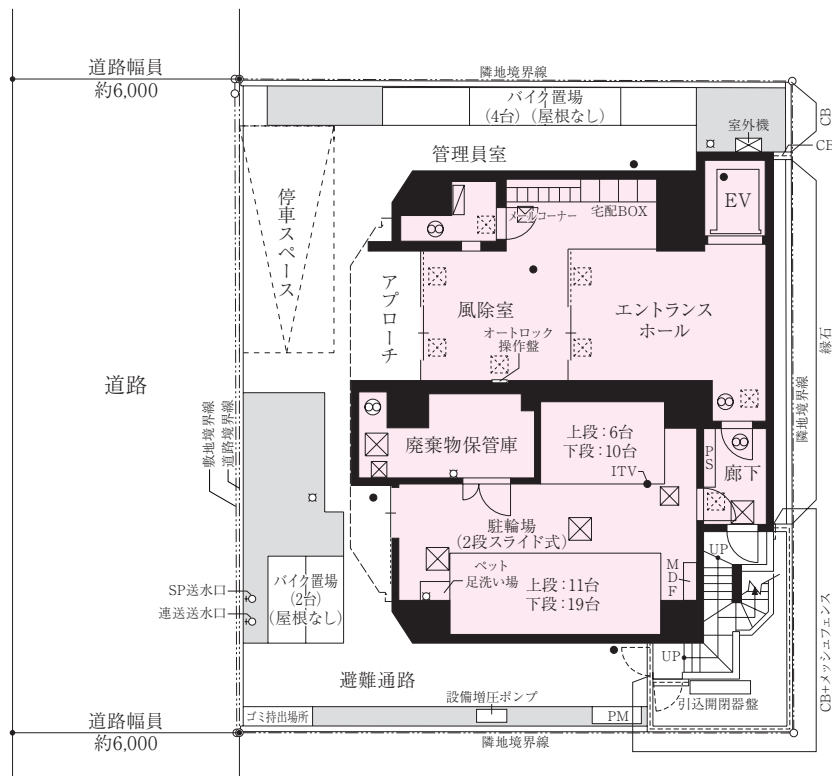 道路幅員
約6,000
隣地境界線
バイク置場
(4台)(屋根なし)
室外機
CB
CB
管理員室
停車スペース
メールコーナー
宅配BOX
EV
アプローチ
風除室
エントランス
ホール
オートロック
操作盤
縁石
隣地境界線
道路
敷地境界線
道路境界線
廃棄物保管庫
上段:6台
下段:10台
ITV
PS
廊下
駐輪場
(2段スライド式)
ペット
足洗い場
上段:11台
下段:19台
MDF
UP
SP送水口
連送送水口
バイク置場
(2台)
(屋根なし)
UP
CB+メッシュフェンス
避難通路
設備増圧ポンプ
引込開閉器盤
ゴミ持出場所
PM
道路幅員
約6,000
隣地境界線